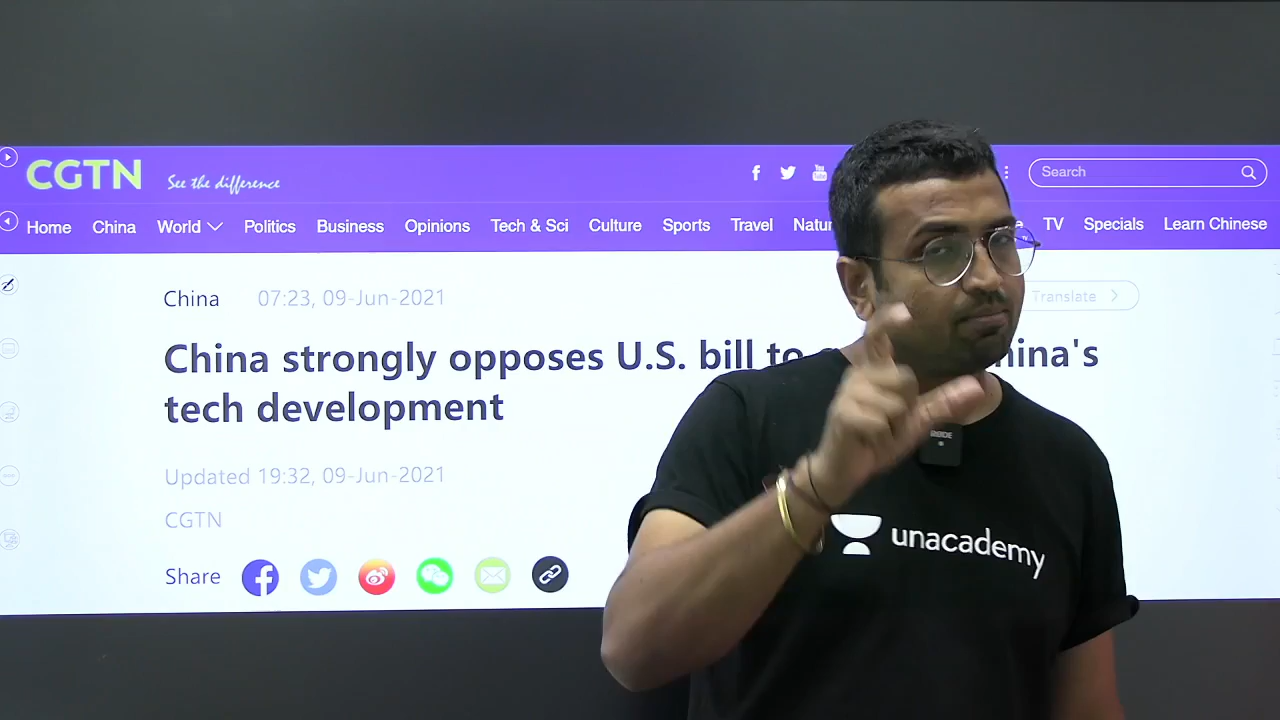 CGTN See the difference
Search
Home China World Politics Business Opinions Tech & Sci Culture Sports Travel TV Specials Learn Chinese
China 07:23, 09-Jun-2021
Translate
China strongly opposes U.S. bill to
tech development
Updated 19:32, 09-Jun-2021
CGTN
Share
unacademy